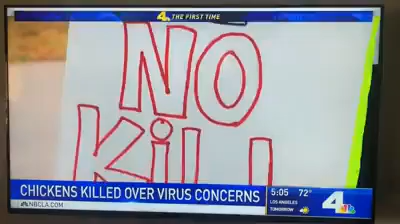 4 THE FIRST TIME
NO
KiLL
CHICKENS KILLED OVER VIRUS CONCERNS
NBCLA.COM
5:05 72°
LOS ANGELES
TOMORROW
4